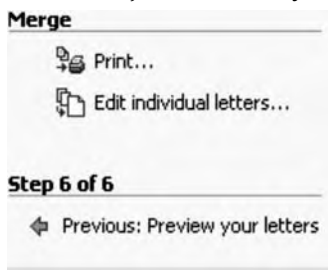 Merge
Print...
Edit individual letters...
Step 6 of 6
Previous: Preview your letters